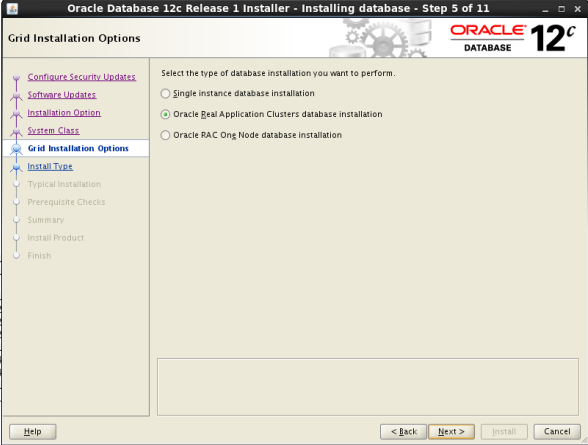 Oracle Database 12c Release 1 Installer - Installing database - Step 5 of 11
Grid Installation Options
ORACLE
DATABASE
12c
Configure Security Updates
Software Updates
Installation Option
System Class
Grid Installation Options
Install Type
Typical Installation
Prerequisite Checks
Summary
Install Product
Finish
Select the type of database installation you want to perform.
Single instance database installation
Oracle Real Application Clusters database installation
Oracle RAC One Node database installation
Help
< Back
Next >
Install
Cancel